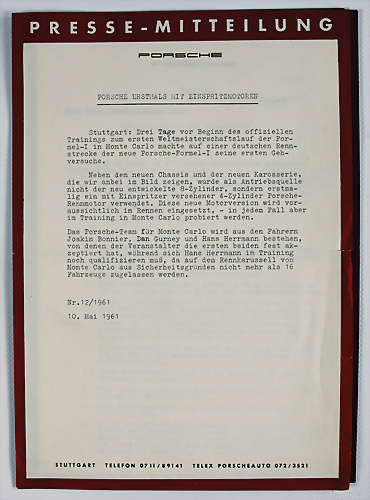 PRESSE-MITTEILUNG
PORSCHE
PORSCHE ERSTMALS MIT EINSPRITZMOTOREN
Stuttgart: Drei Tage vor Beginn des offiziellen
Trainings zum ersten Weltmeisterschaftslauf der For-
mel-I in Monte Carlo machte auf einer deutschen Renn-
strecke der neue Porsche-Formel-I seine ersten Geh-
versuche.
Neben dem neuen Chassis und der neuen Karosserie,
die wir anbei im Bild zeigen, wurde als Antriebsquelle
nicht der neu entwickelte 8-Zylinder, sondern erstma-
lig ein mit Einspritzer versehener 4-Zylinder Porsche-
Rennmotor verwendet. Diese neue Motorversion wird vor-
aussichtlich in Rennen eingesetzt, - in jedem Fall aber
im Training in Monte Carlo probiert werden.
Das Porsche-Team für Monte Carlo wird aus den Fahrern
Joakin Bonnier, Dan Gurney und Hans Herrmann bestehen,
von denen der Veranstalter die ersten beiden fest ak-
zeptiert hat, während sich Hans Herrmann im Training
noch qualifizieren muß, da auf dem Rennkarussell von
Monte Carlo aus Sicherheitsgründen nicht mehr als 16
Fahrzeuge zugelassen werden.
Nr.12/1961
10. Mai 1961
STUTTGART TELEFON 0711/89141 TELEX PORSCHEAUTO 072/3521